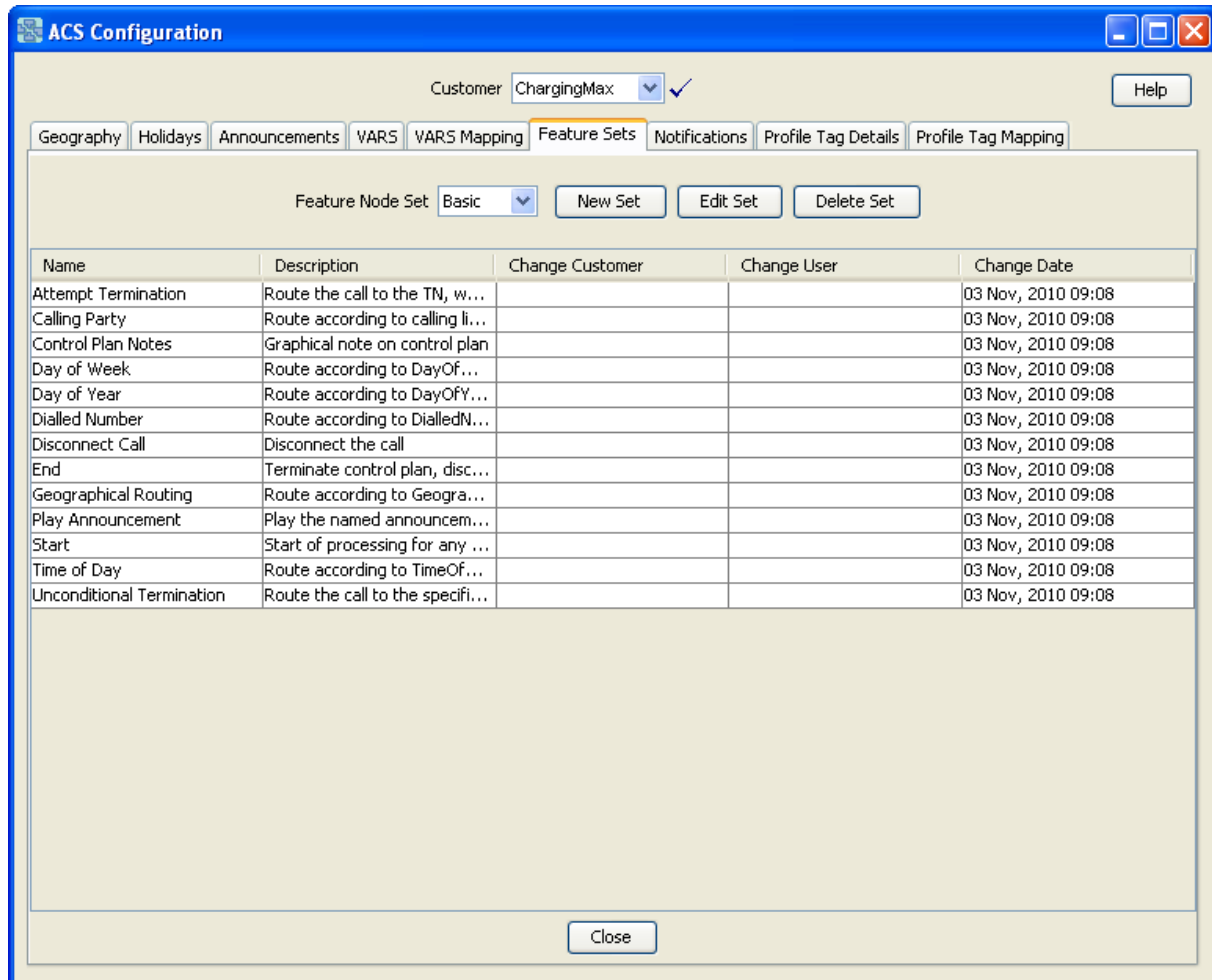 ACS Configuration
Customer ChargingMax Help
Geography Holidays Announcements VARS VARS Mapping Feature Sets Notifications Profile Tag Details Profile Tag Mapping
Feature Node Set Basic New Set Edit Set Delete Set
Name Description Change Customer Change User Change Date
Attempt Termination Route the call to the TN, w... 03 Nov, 2010 09:08
Calling Party Route according to calling li... 03 Nov, 2010 09:08
Control Plan Notes Graphical note on control plan 03 Nov, 2010 09:08
Day of Week Route according to DayOf... 03 Nov, 2010 09:08
Day of Year Route according to DayOfY... 03 Nov, 2010 09:08
Dialled Number Route according to DialledN... 03 Nov, 2010 09:08
Disconnect Call Disconnect the call 03 Nov, 2010 09:08
End Terminate control plan, disc... 03 Nov, 2010 09:08
Geographical Routing Route according to Geogra... 03 Nov, 2010 09:08
Play Announcement Play the named announcem... 03 Nov, 2010 09:08
Start Start of processing for any ... 03 Nov, 2010 09:08
Time of Day Route according to TimeOf... 03 Nov, 2010 09:08
Unconditional Termination Route the call to the specifi... 03 Nov, 2010 09:08
Close